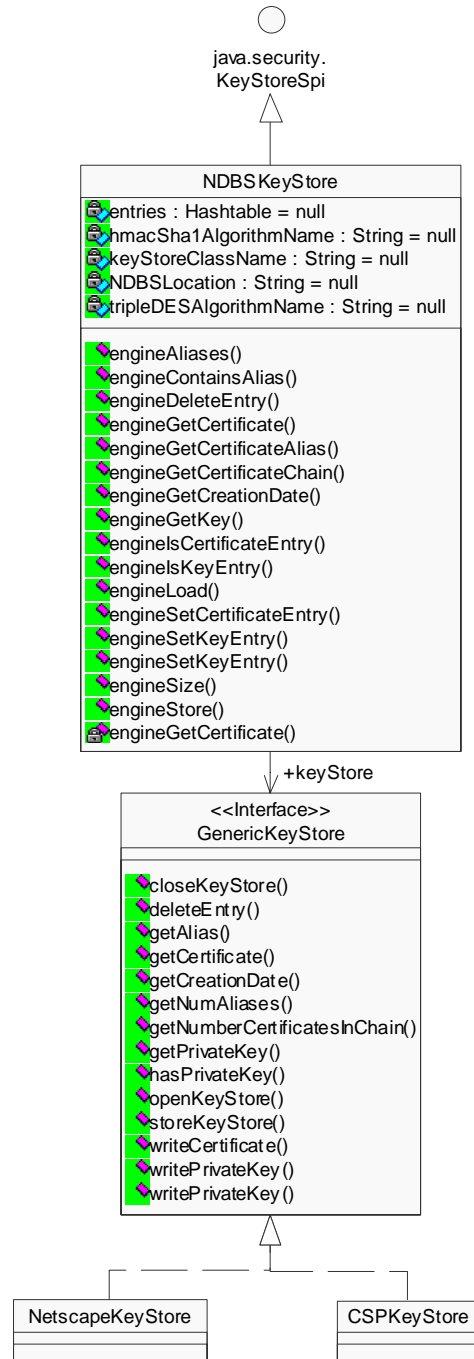 java.security.
KeyStoreSpi
NDBSKeyStore
entries : Hashtable = null
hmacSha1AlgorithmName : String = null
keyStoreClassName : String = null
NDBSLocation : String = null
tripleDESAlgorithmName : String = null
engineAliases()
engineContainsAlias()
engineDeleteEntry()
engineGetCertificate()
engineGetCertificateAlias()
engineGetCertificateChain()
engineGetCreationDate()
engineGetKey()
engineIsCertificateEntry()
engineIsKeyEntry()
engineLoad()
engineSetCertificateEntry()
engineSetKeyEntry()
engineSetKeyEntry()
engineSize()
engineStore()
engineGetCertificate()
+keyStore
<<Interface>>
GenericKeyStore
closeKeyStore()
deleteEntry()
getAlias()
getCertificate()
getCreationDate()
getNumAliases()
getNumberCertificatesInChain()
getPrivateKey()
hasPrivateKey()
openKeyStore()
storeKeyStore()
writeCertificate()
writePrivateKey()
writePrivateKey()
NetscapeKeyStore
CSPKeyStore